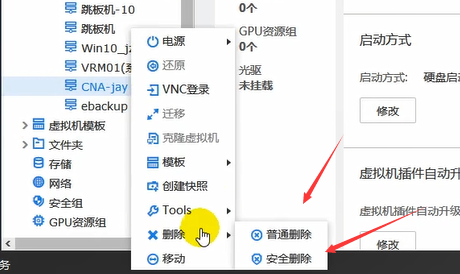 跳板机-10
跳板机
Win10_jz
VRM01(系
CNA-jay
ebackup
虚拟机模板
文件夹
存储
网络
安全组
GPU资源组
务
电源
还原
VNC登录
迁移
克隆虚拟机
模板
创建快照
Tools
删除
移动
普通删除
安全删除
0个
GPU资源组
0个
光驱
未挂载
启动方式
启动方式: 硬盘启
修改
虚拟机插件自动升
虚拟机插件自动升级
修改